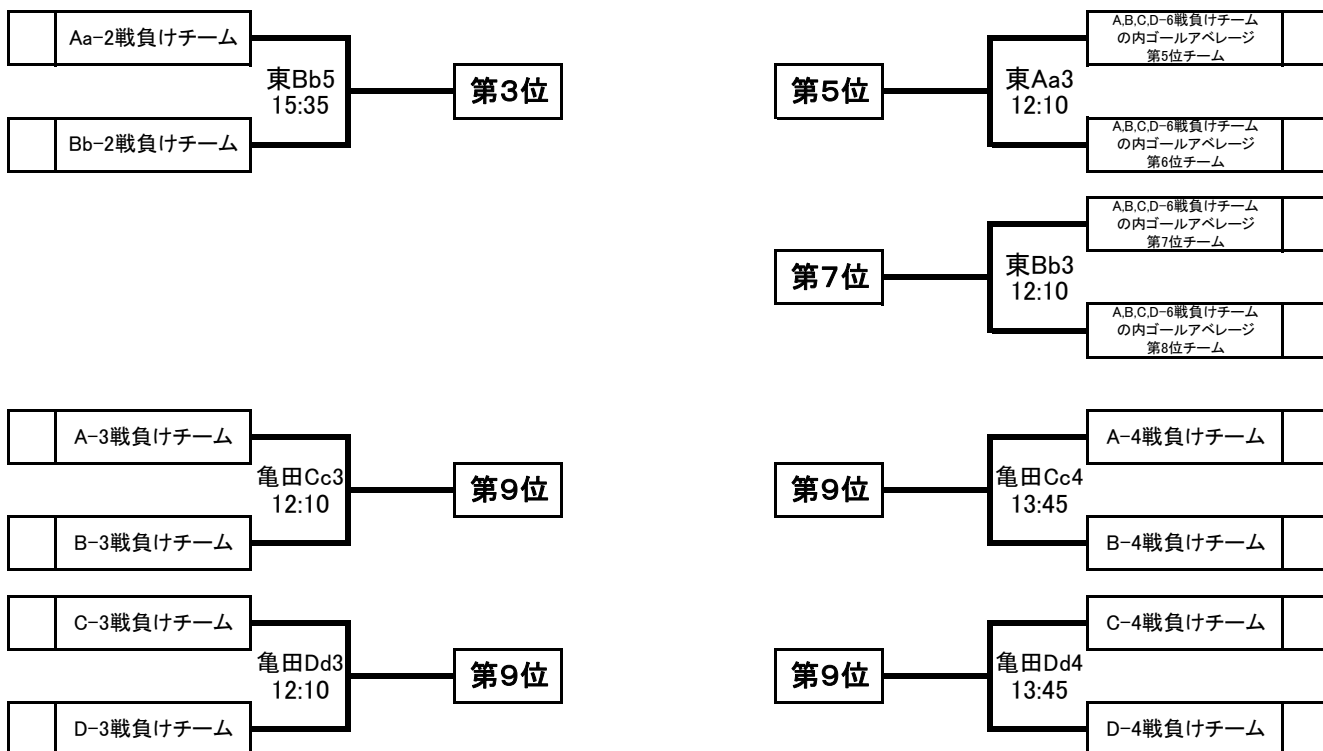 Aa-2戦負けチーム
東Bb5
15:35
第3位
Bb-2戦負けチーム
A,B,C,D-6戦負けチーム
の内ゴールアベレージ
第5位チーム
第5位
東Aa3
12:10
A,B,C,D-6戦負けチーム
の内ゴールアベレージ
第6位チーム
A,B,C,D-6戦負けチーム
の内ゴールアベレージ
第7位チーム
第7位
東Bb3
12:10
A,B,C,D-6戦負けチーム
の内ゴールアベレージ
第8位チーム
A-3戦負けチーム
亀田Cc3
12:10
第9位
B-3戦負けチーム
A-4戦負けチーム
第9位
亀田Cc4
13:45
B-4戦負けチーム
C-3戦負けチーム
亀田Dd3
12:10
第9位
D-3戦負けチーム
C-4戦負けチーム
第9位
亀田Dd4
13:45
D-4戦負けチーム